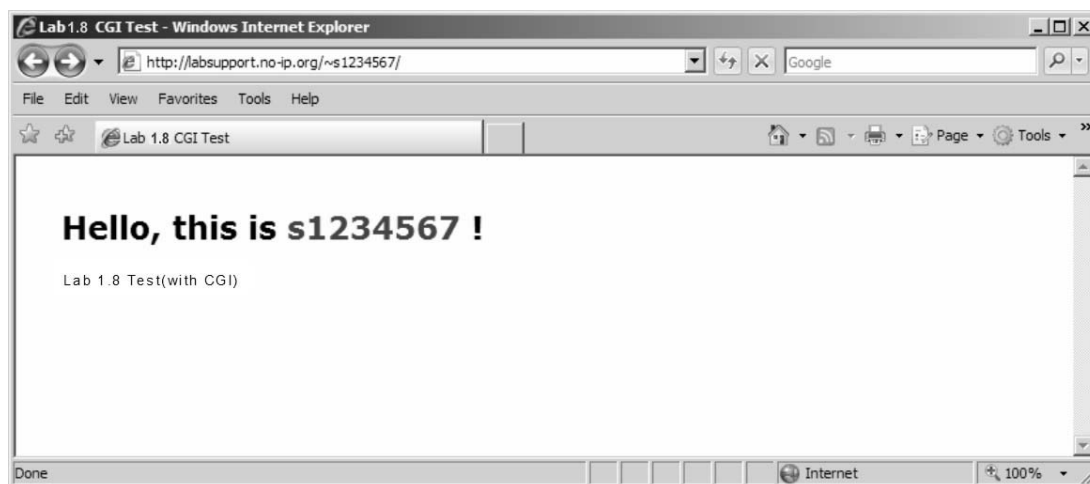 Lab1.8 CGI Test - Windows Internet Explorer
http://labsupport.no-ip.org/~s1234567/
Google
File Edit View Favorites Tools Help
Lab 1.8 CGI Test
Page Tools
Hello, this is s1234567 !
Lab 1.8 Test(with CGI)
Done
Internet
100%